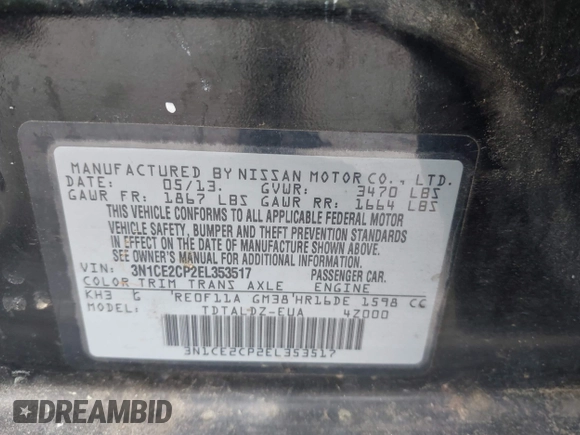 MANUFACTURED BY NISSAN MOTOR CO., LTD.
DATE: 05/13. GVWR: 3470 LBS
GAWR FR: 1867 LBS GAWR RR: 1664 LBS
THIS VEHICLE CONFORMS TO ALL APPLICABLE FEDERAL MOTOR
VEHICLE SAFETY, BUMPER AND THEFT PREVENTION STANDARDS
IN EFFECT ON THE DATE OF MANUFACTURE SHOWN ABOVE.
SEE OWNER'S MANUAL FOR ADDITIONAL INFORMATION.
VIN: 3N1CE2CP2EL353517 PASSENGER CAR.
COLOR TRIM TRANS AXLE ENGINE
KH3 G RE0F11A GM38 HR16DE 1598 CC
MODEL: TDTALDZ-EUA 4Z000
3N1CE2CP2EL353517
DREAMBID